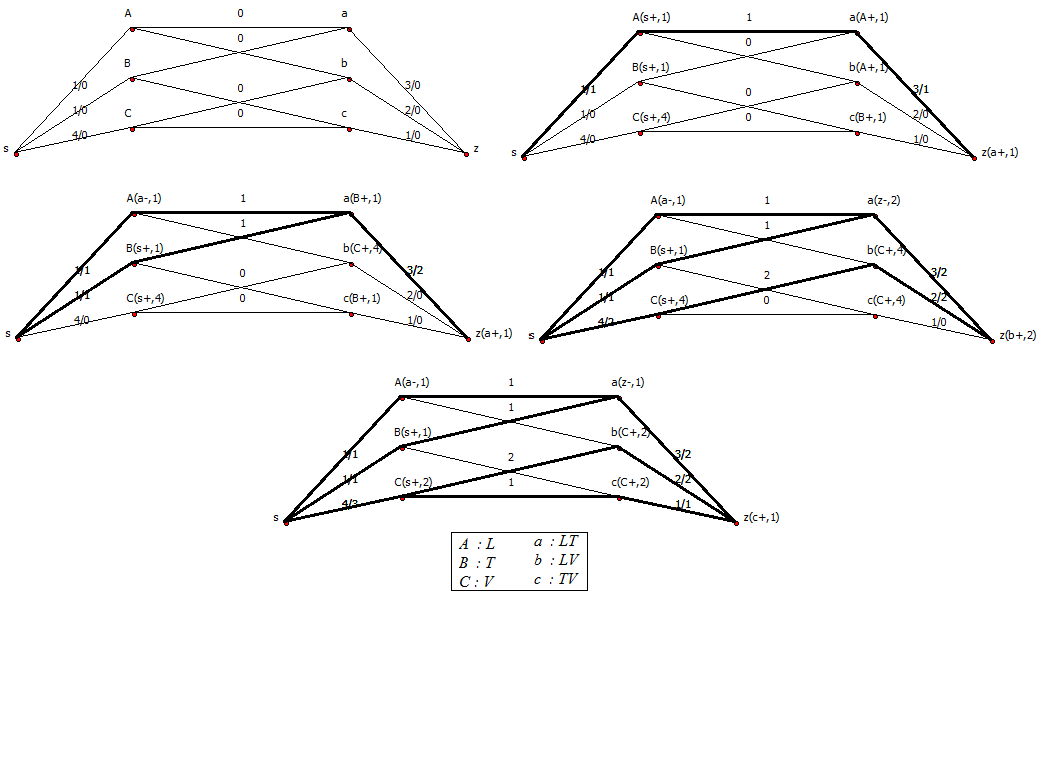 A 0 a
0
B b
1/0 3/0
0
1/0 2/0
C 0 c
4/0 1/0
s z
A(s+,1) 1 a(A+,1)
0
B(s+,1) b(A+,1)
1/1 3/1
0
1/0 2/0
C(s+,4) 0 c(B+,1)
4/0 1/0
s z(a+,1)
A(a-,1) 1 a(B+,1)
1
B(s+,1) b(C+,4)
1/1 0 3/2
1/1 2/0
C(s+,4) 0 c(B+,1)
4/0 1/0
s z(a+,1)
A(a-,1) 1 a(z-,2)
1
B(s+,1) b(C+,4)
1/1 2 3/2
1/1 2/2
C(s+,4) 0 c(C+,4)
4/2 1/0
s z(b+,2)
A(a-,1) 1 a(z-,1)
1
B(s+,1) b(C+,2)
1/1 2 3/2
1/1 2/2
C(s+,2) 1 c(C+,2)
4/3 1/1
s z(c+,1)
A : L a : LT
B : T b : LV
C : V c : TV